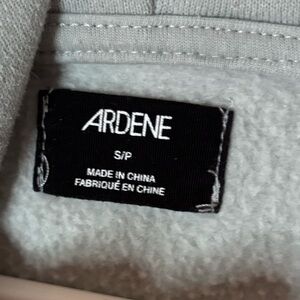 ARDENE
S/P
MADE IN CHINA
FABRIQUÉ EN CHINE